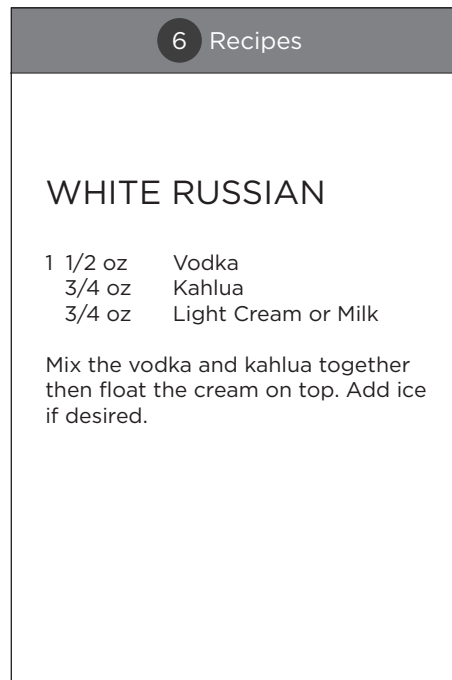 6 Recipes
WHITE RUSSIAN
1 1/2 oz Vodka
3/4 oz Kahlua
3/4 oz Light Cream or Milk
Mix the vodka and kahlua together
then float the cream on top. Add ice
if desired.